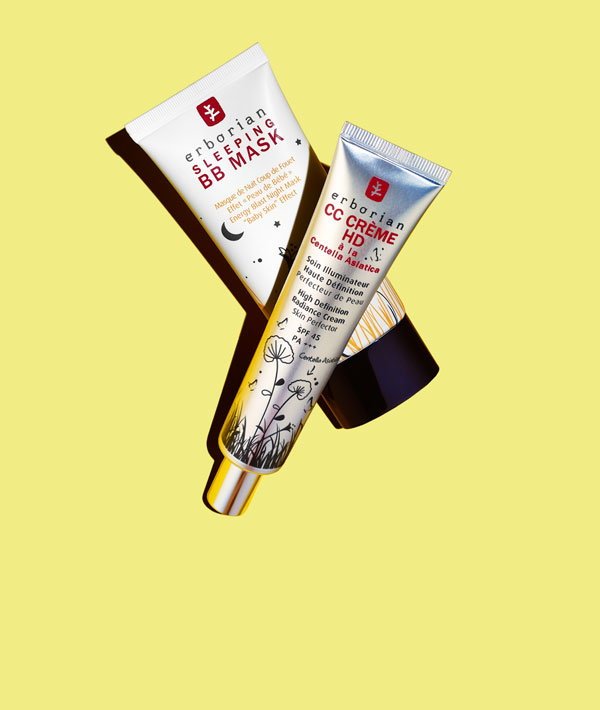 erborian
SLEEPING
BB MASK
Masque de Nuit Coup de Fouet
Effet « Peau de Bébé »
Energy Blast Night Mask
"Baby Skin" Effect
erborian
CC CRÈME
HD
à la
Centella Asiatica
Soin Illuminateur
Haute Définition
Perfecteur de Peau
High Definition
Radiance Cream
Skin Perfector
SPF 45
PA +++
Centella Asiatica